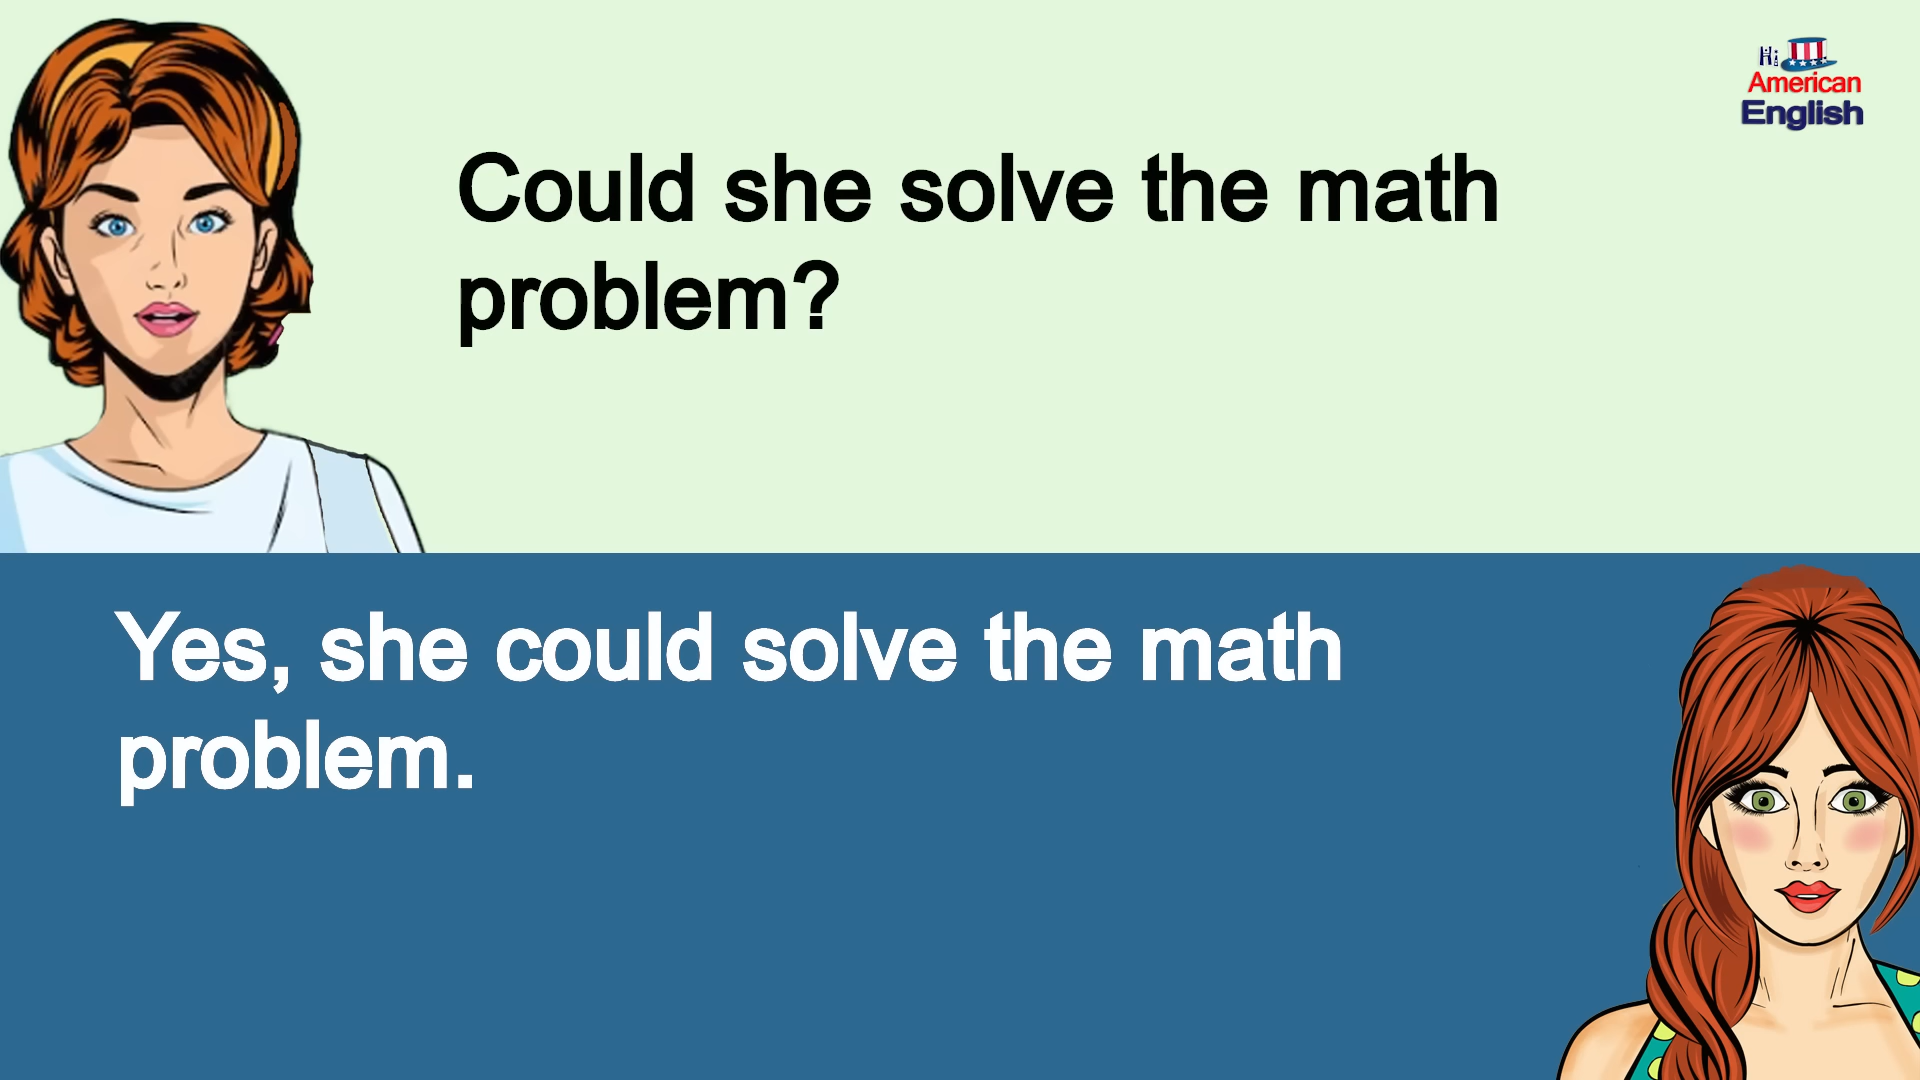 Hi
American
English
Could she solve the math
problem?
Yes, she could solve the math
problem.